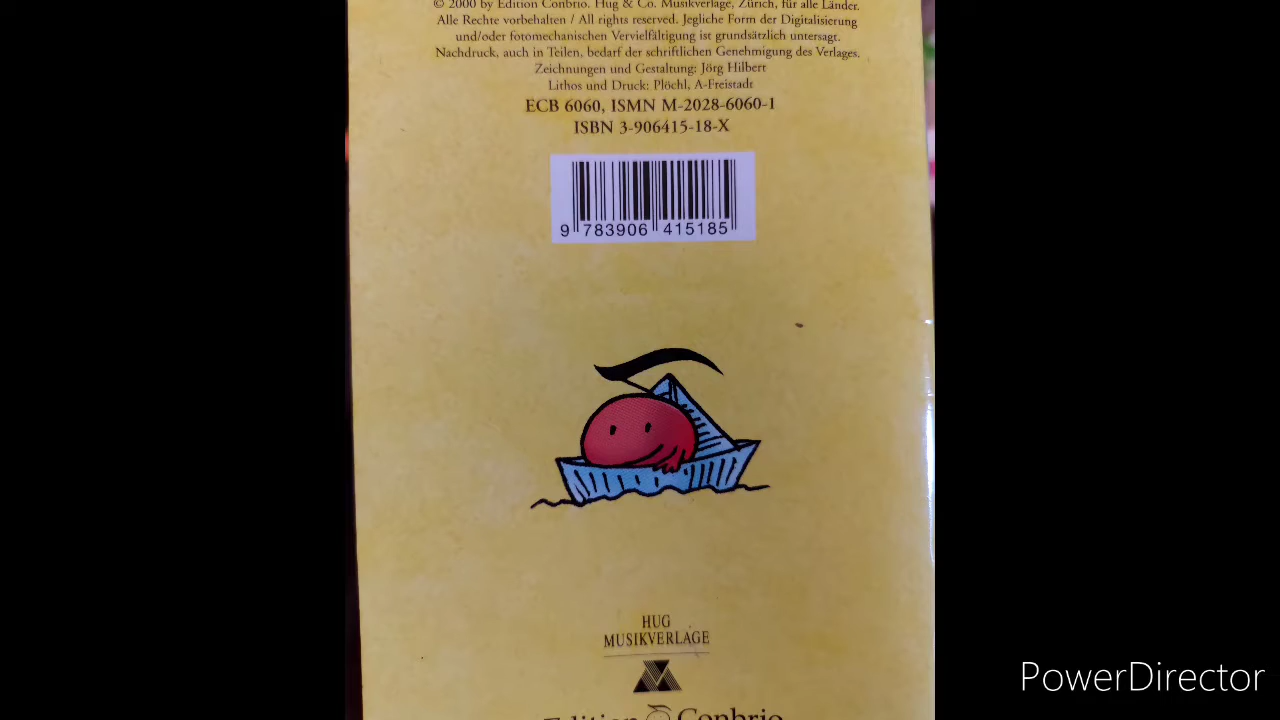 © 2000 by Edition Conbrio. Hug & Co. Musikverlage, Zürich, für alle Länder.
Alle Rechte vorbehalten / All rights reserved. Jegliche Form der Digitalisierung
und/oder fotomechanischen Vervielfältigung ist grundsätzlich untersagt.
Nachdruck, auch in Teilen, bedarf der schriftlichen Genehmigung des Verlages.
Zeichnungen und Gestaltung: Jörg Hilbert
Lithos und Druck: Plöchl, A-Freistadt
ECB 6060, ISMN M-2028-6060-1
ISBN 3-906415-18-X
9 783906 415185
HUG
MUSIKVERLAGE
Edition Conbrio
PowerDirector